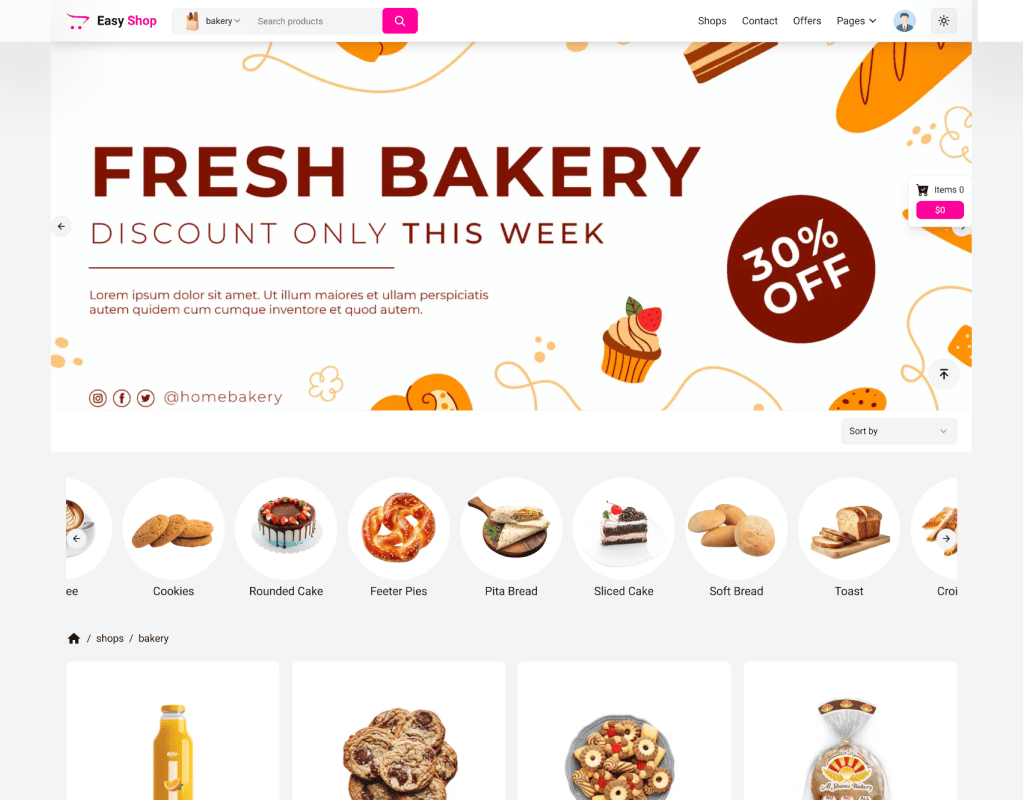 Easy Shop
bakery
Search products
Shops
Contact
Offers
Pages
FRESH BAKERY
DISCOUNT ONLY THIS WEEK
Lorem ipsum dolor sit amet. Ut illum maiores et ullam perspiciatis
autem quidem cum cumque inventore et quod autem.
30%
OFF
Items 0
$0
@homebakery
Sort by
ee
Cookies
Rounded Cake
Feeter Pies
Pita Bread
Sliced Cake
Soft Bread
Toast
Croi
/ shops / bakery
Al Shams Bakery